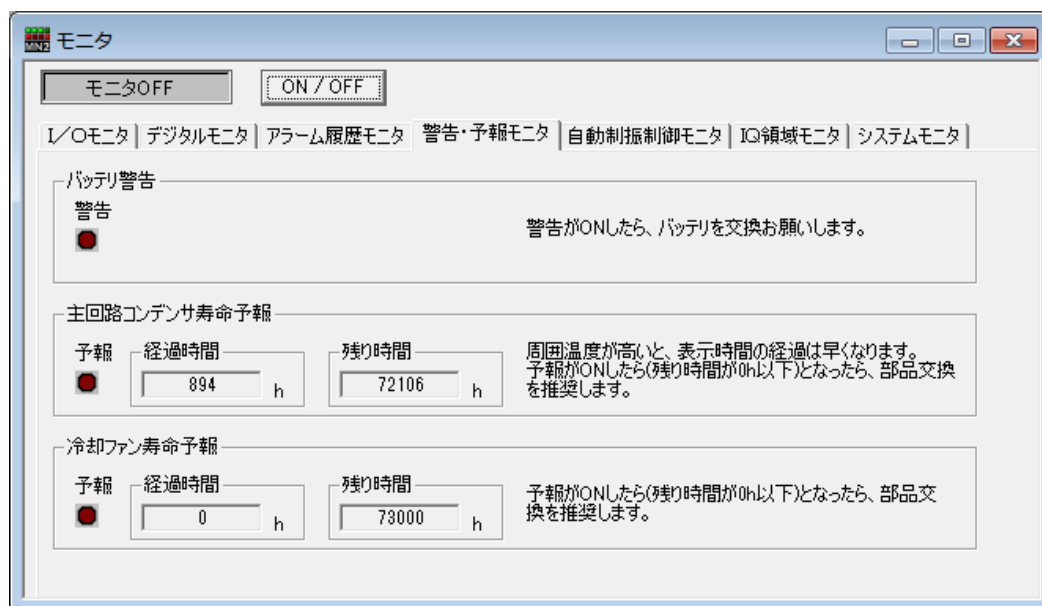 MN2 モニタ
モニタOFF
ON / OFF
I/Oモニタ デジタルモニタ アラーム履歴モニタ 警告・予報モニタ 自動制振制御モニタ IQ領域モニタ システムモニタ
バッテリ警告
警告
警告がONしたら、バッテリを交換お願いします。
主回路コンデンサ寿命予報
予報 経過時間 残り時間
894 h 72106 h
周囲温度が高いと、表示時間の経過は早くなります。
予報がONしたら(残り時間が0h以下)となったら、部品交換
を推奨します。
冷却ファン寿命予報
予報 経過時間 残り時間
0 h 73000 h
予報がONしたら(残り時間が0h以下)となったら、部品交
換を推奨します。